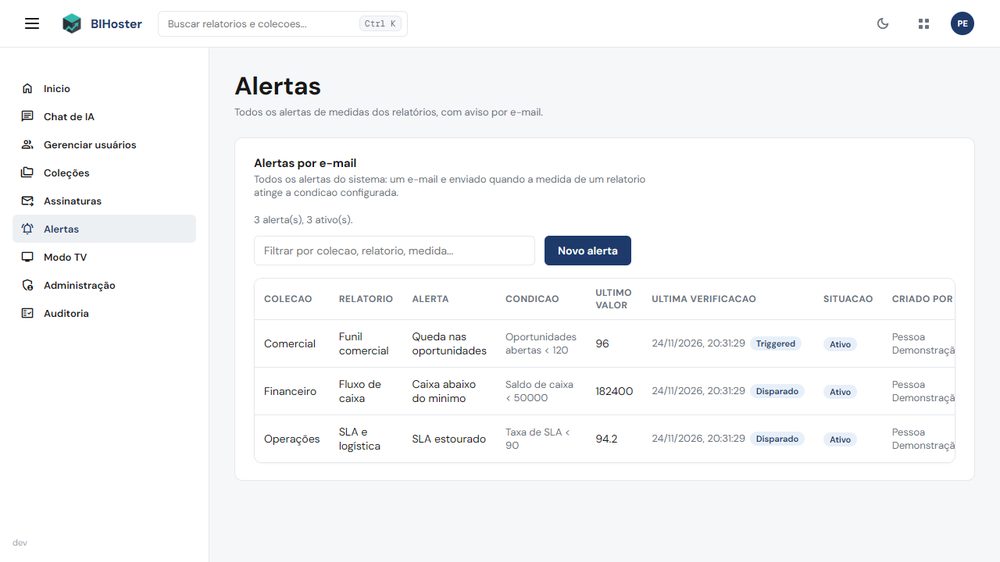 BIHoster
Buscar relatorios e colecoes...
Ctrl K
PE
Inicio
Chat de IA
Gerenciar usuários
Coleções
Assinaturas
Alertas
Modo TV
Administração
Auditoria
dev
Alertas
Todos os alertas de medidas dos relatórios, com aviso por e-mail.
Alertas por e-mail
Todos os alertas do sistema: um e-mail e enviado quando a medida de um relatorio
atinge a condicao configurada.
3 alerta(s), 3 ativo(s).
Filtrar por colecao, relatorio, medida...
Novo alerta
COLECAO RELATORIO ALERTA CONDICAO ULTIMO VALOR ULTIMA VERIFICACAO SITUACAO CRIADO POR
Comercial
Funil
comercial
Queda nas
oportunidades
Oportunidades
abertas < 120
96
24/11/2026, 20:31:29 Triggered
Ativo
Pessoa
Demonstraçã
Financeiro
Fluxo de
caixa
Caixa abaixo
do minimo
Saldo de caixa
< 50000
182400
24/11/2026, 20:31:29 Disparado
Ativo
Pessoa
Demonstraçã
Operações
SLA e
logistica
SLA estourado
Taxa de SLA <
90
94.2
24/11/2026, 20:31:29 Disparado
Ativo
Pessoa
Demonstraçã